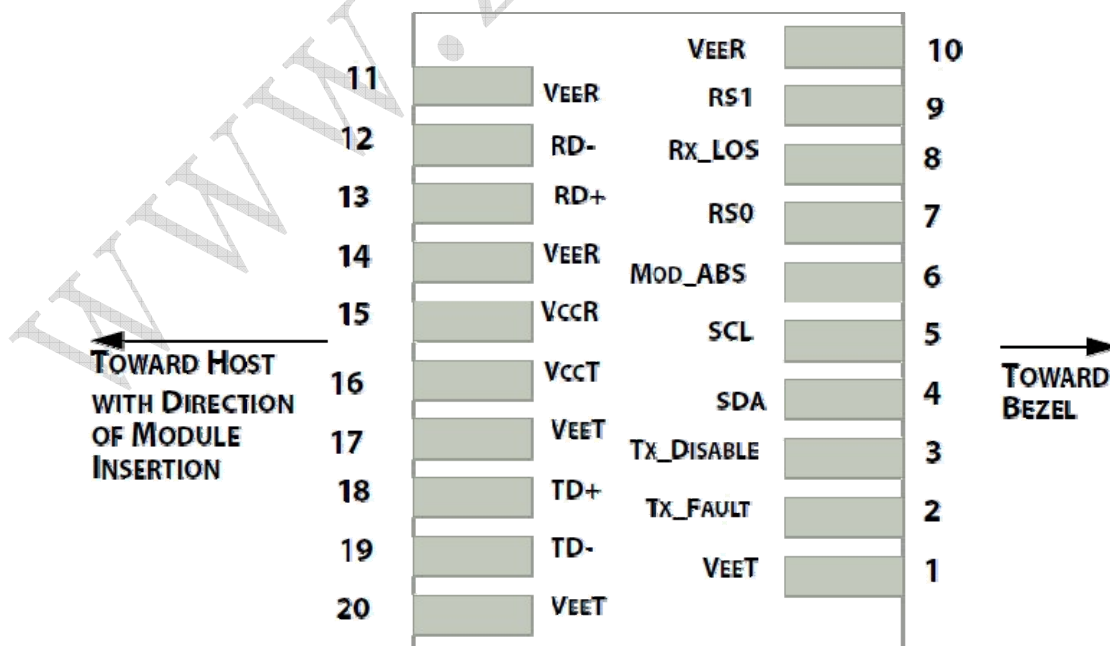 WWW.
VEER 10
11 VEER
RS1 9
12 RD-
RX_LOS 8
13 RD+
RS0 7
14 VEER
MOD_ABS 6
15 VCCR
SCL 5
TOWARD HOST
WITH DIRECTION
OF MODULE
INSERTION
TOWARD
BEZEL
16 VCCT
SDA 4
17 VEET
TX_DISABLE 3
18 TD+
TX_FAULT 2
19 TD-
VEET 1
20 VEET